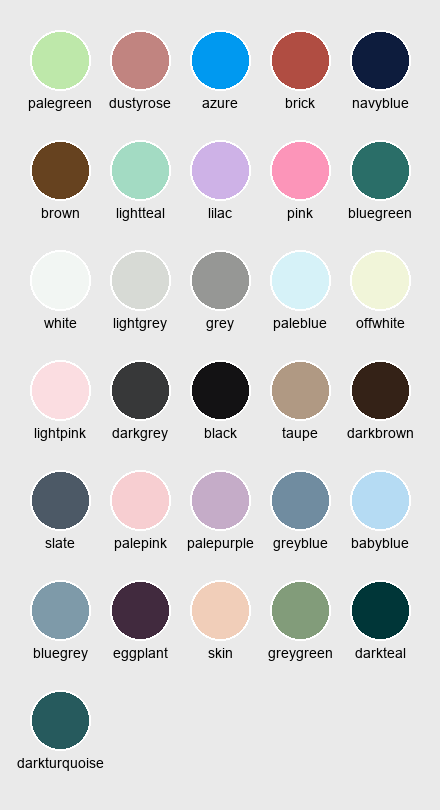 palegreen dustyrose azure brick navyblue
brown lightteal lilac pink bluegreen
white lightgrey grey paleblue offwhite
lightpink darkgrey black taupe darkbrown
slate palepink palepurple greyblue babyblue
bluegrey eggplant skin greygreen darkteal
darkturquoise